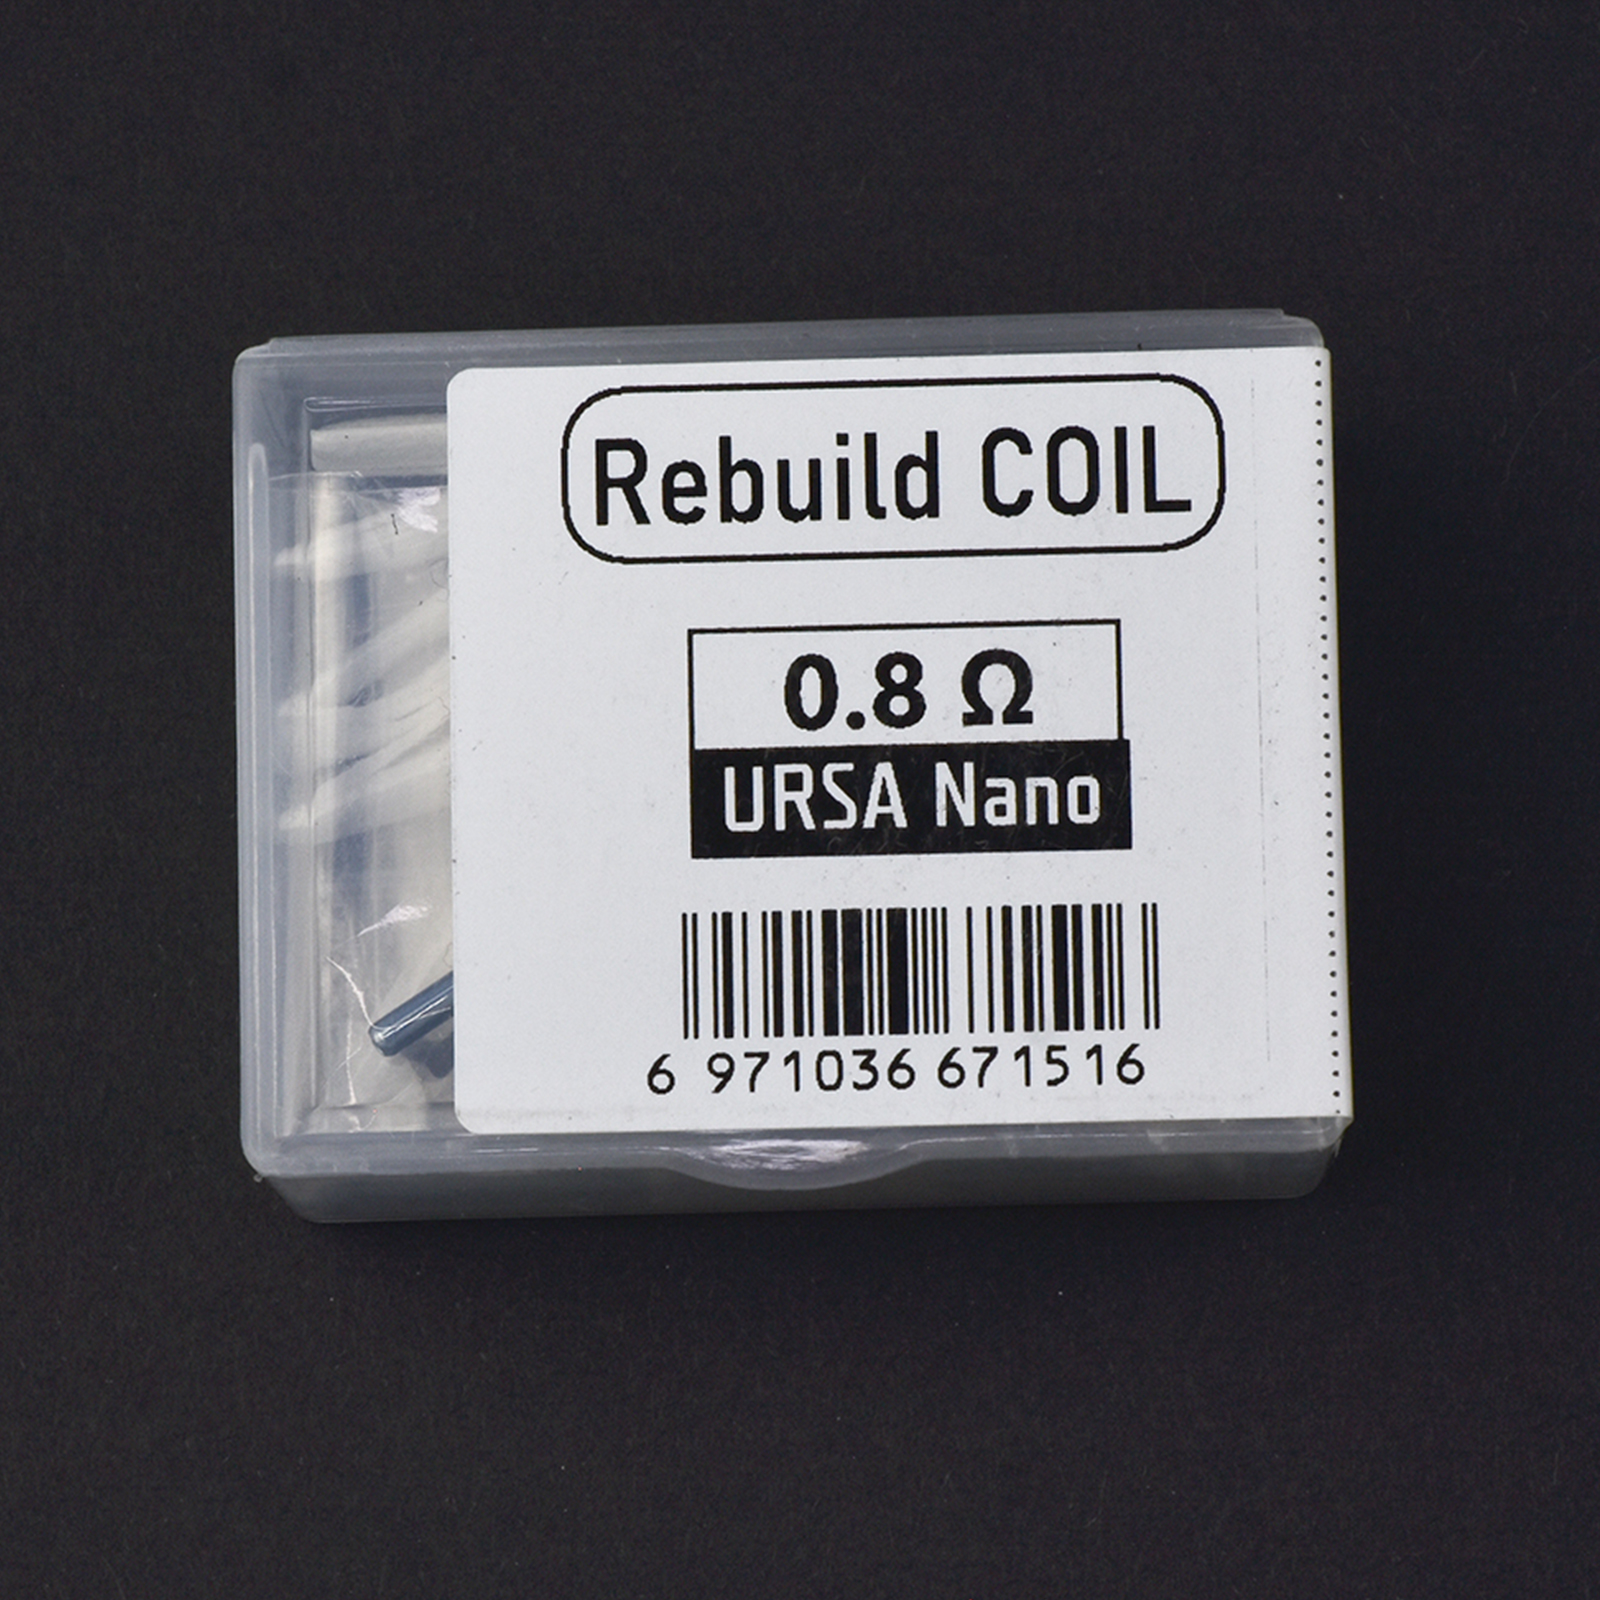 Rebuild COIL
0.8 Ω
URSA Nano
6 971036 671516